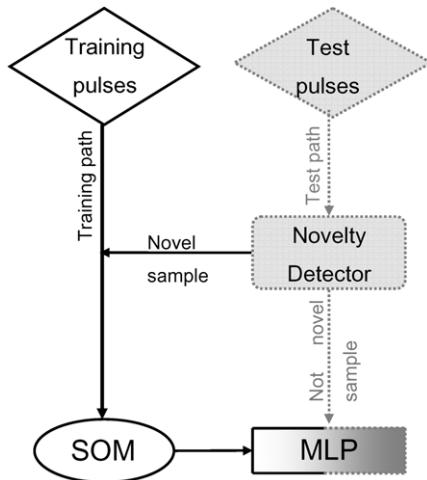 Training
pulses
Test
pulses
Training path
Test path
Novel
sample
Novelty
Detector
Not novel
sample
SOM
MLP